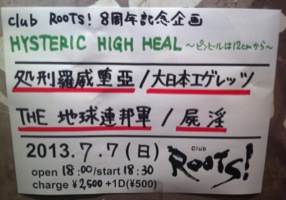 club ROOTS! 8周年記念企画
HYSTERIC HIGH HEAL ～ピンヒールは12cmから～
処刑羅威重亜/大日本エゲレッツ
THE 地球連邦軍/屍淫
2013.7.7(日)
open 18:00/start 18:30
charge ¥2,500+1D(¥500)
Club ROOTS!